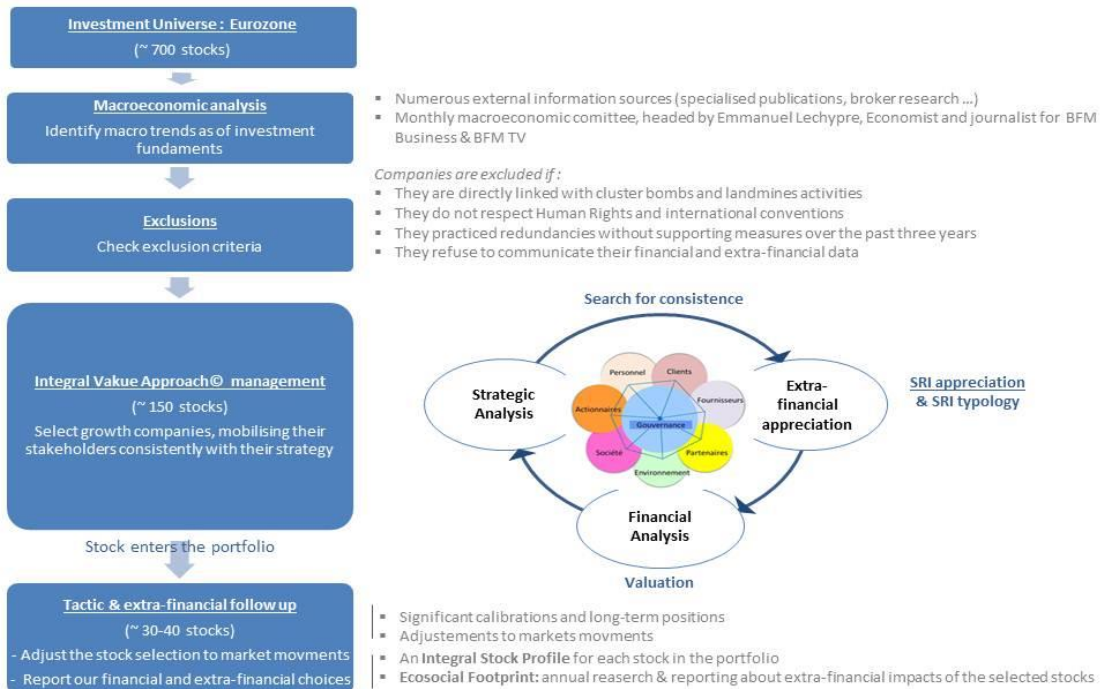 Investment Universe : Eurozone
(~ 700 stocks)
Macroeconomic analysis
Identify macro trends as of investment
fundaments
▪ Numerous external information sources (specialised publications, broker research ...)
▪ Monthly macroeconomic comittee, headed by Emmanuel Lechypre, Economist and journalist for BFM
Business & BFM TV
Exclusions
Check exclusion criteria
Companies are excluded if :
▪ They are directly linked with cluster bombs and landmines activities
▪ They do not respect Human Rights and international conventions
▪ They practiced redundancies without supporting measures over the past three years
▪ They refuse to communicate their financial and extra-financial data
Integral Vakue Approach© management
(~ 150 stocks)
Select growth companies, mobilising their
stakeholders consistently with their strategy
Search for consistence
Strategic
Analysis
Personnel
Clients
Actionnaires
Fournisseurs
Gouvernance
Société
Partenaires
Environnement
Extra-
financial
appreciation
SRI appreciation
& SRI typology
Financial
Analysis
Valuation
Stock enters the portfolio
Tactic & extra-financial follow up
(~ 30-40 stocks)
- Adjust the stock selection to market movments
- Report our financial and extra-financial choices
▪ Significant calibrations and long-term positions
▪ Adjustements to markets movments
▪ An Integral Stock Profile for each stock in the portfolio
▪ Ecosocial Footprint: annual reaserch & reporting about extra-financial impacts of the selected stocks